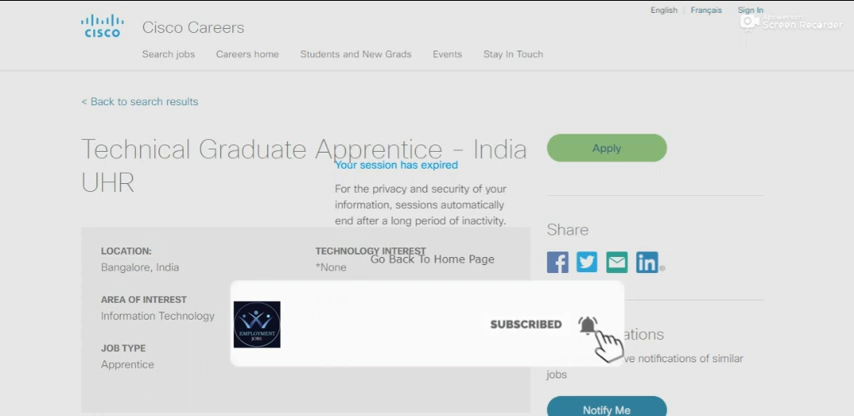 English | Français Sign In
Screen Recorder
CISCO
Cisco Careers
Search jobs Careers home Students and New Grads Events Stay In Touch
< Back to search results
Technical Graduate Apprentice - India
UHR
Apply
Your session has expired
For the privacy and security of your
information, sessions automatically
end after a long period of inactivity.
Go Back To Home Page
LOCATION:
Bangalore, India
TECHNOLOGY INTEREST
*None
AREA OF INTEREST
Information Technology
JOB TYPE
Apprentice
Share
EMPLOYMENT
JOBS
SUBSCRIBED
ations
ve notifications of similar
jobs
Notify Me